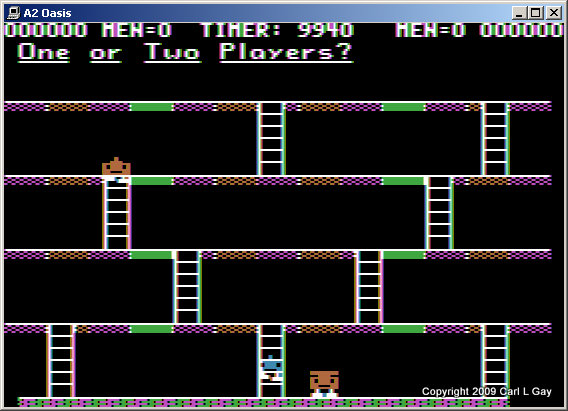 A2 Oasis
000000 MEN=0 TIMER: 9940 MEN=0 000000
One or Two Players?
Copyright 2009 Carl L Gay